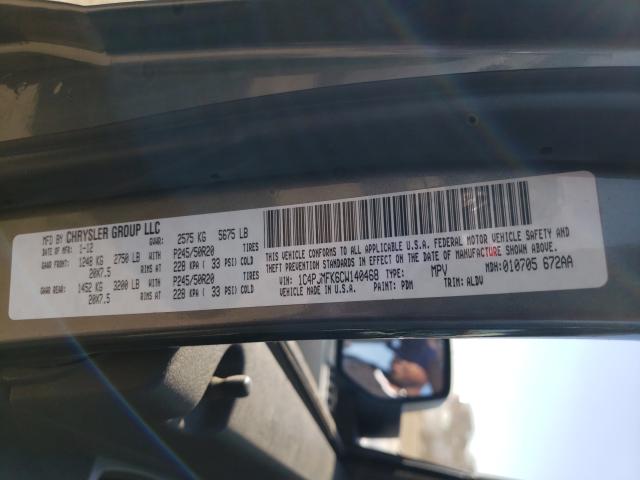 MFD BY CHRYSLER GROUP LLC
DATE OF MFR: 1-12 GVWR: 2575 KG 5675 LB
GAWR FRONT: 1248 KG 2750 LB WITH P245/50R20 TIRES
20X7.5 RIMS AT 228 KPA ( 33 PSI) COLD
GAWR REAR: 1452 KG 3200 LB WITH P245/50R20 TIRES
20X7.5 RIMS AT 228 KPA ( 33 PSI) COLD
THIS VEHICLE CONFORMS TO ALL APPLICABLE U.S.A. FEDERAL MOTOR VEHICLE SAFETY AND
THEFT PREVENTION STANDARDS IN EFFECT ON THE DATE OF MANUFACTURE SHOWN ABOVE.
VIN: 1C4PJMFK6CW140468 TYPE: MPV MDH: 010705 672AA
VEHICLE MADE IN U.S.A. PAINT: PDM TRIM: ALDV